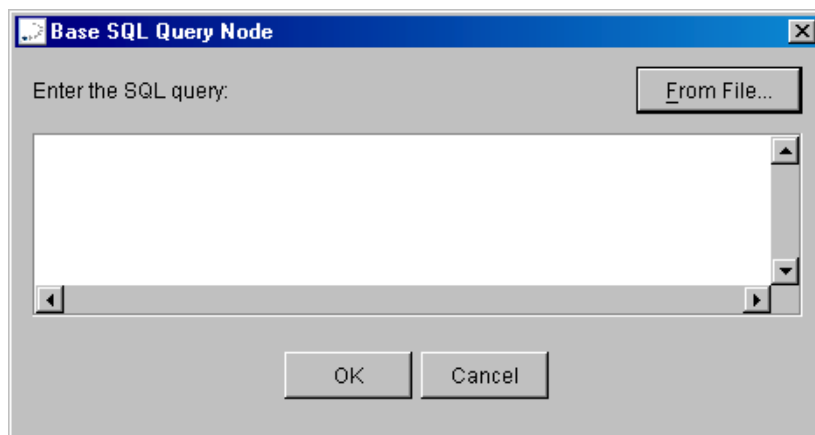 Base SQL Query Node
Enter the SQL query:
From File...
OK
Cancel